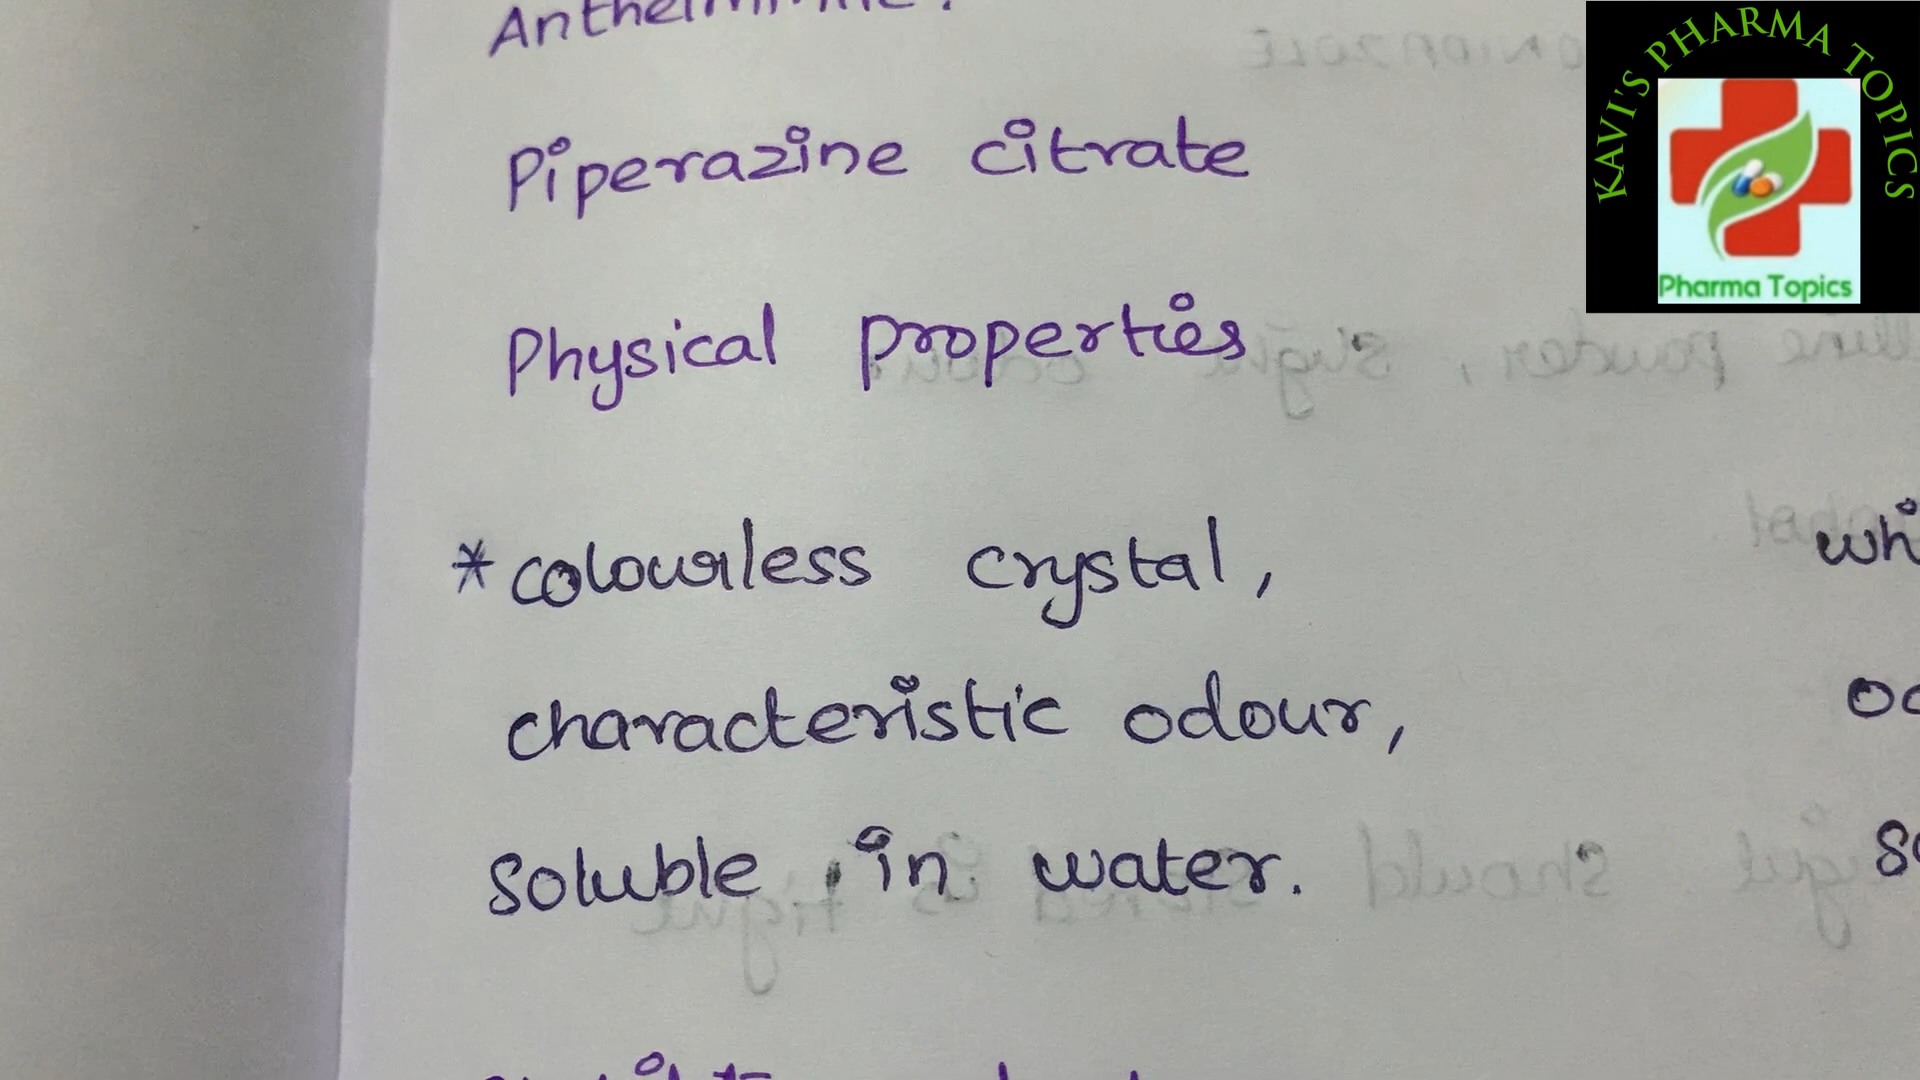 Piperazine citrate
Physical properties
* colourless crystal,
characteristic odour,
soluble in water.
KAVI'S PHARMA TOPICS
Pharma Topics